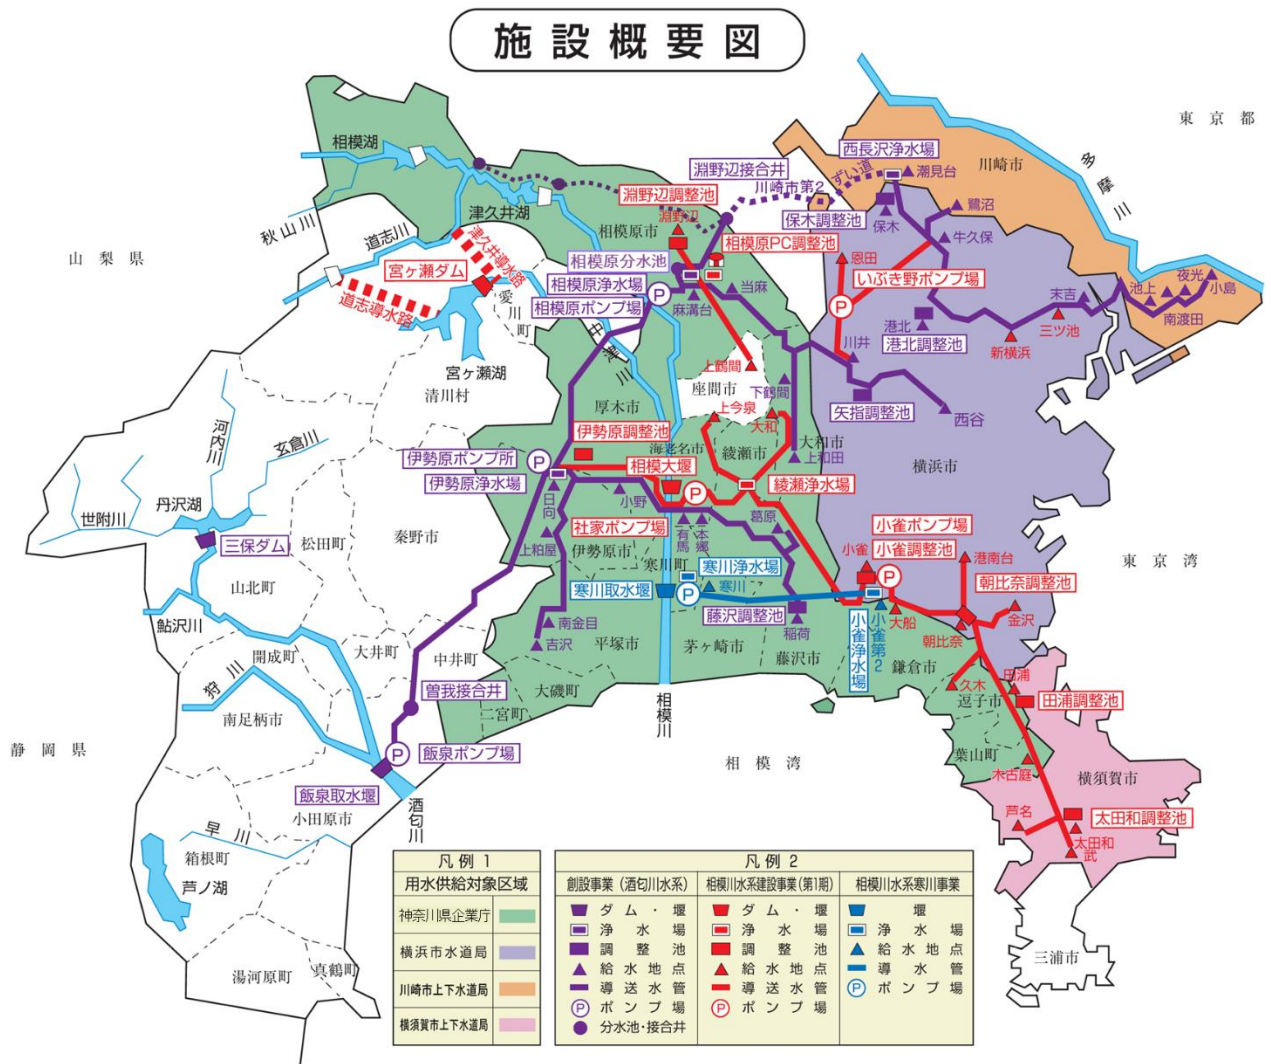 施設概要図
東京都
山梨県
静岡県
東京湾
相模湾
多摩川
川崎市
相模湖
津久井湖
秋山川
道志川
津久井導水路
宮ヶ瀬ダム
道志導水路
愛川町
中津川
宮ヶ瀬湖
清川村
相模原市
淵野辺調整池
淵野辺
淵野辺接合井
川崎市第2
ずい道
西長沢浄水場
潮見台
保木調整池
保木
鷺沼
牛久保
相模原PC調整池
相模原分水池
相模原浄水場
相模原ポンプ場
麻溝台
当麻
恩田
いぶき野ポンプ場
川井
港北
港北調整池
新横浜
三ツ池
末吉
池上
夜光
小島
南渡田
矢指調整池
西谷
横浜市
上鶴間
座間市
下鶴間
上今泉
大和
大和市
上和田
綾瀬市
海老名市
厚木市
伊勢原調整池
伊勢原ポンプ所
伊勢原浄水場
相模大堰
綾瀬浄水場
日向
小野
社家ポンプ場
有馬
本郷
葛原
上粕屋
伊勢原市
寒川町
寒川浄水場
寒川取水堰
寒川
藤沢調整池
稲荷
小雀ポンプ場
小雀調整池
小雀
港南台
朝比奈調整池
金沢
朝比奈
大船
小雀第2
小雀浄水場
鎌倉市
久木
逗子市
田浦
田浦調整池
葉山町
木古庭
横須賀市
芦名
太田和調整池
太田和
武
三浦市
河内川
玄倉川
丹沢湖
世附川
三保ダム
松田町
秦野市
山北町
鮎沢川
開成町
大井町
中井町
狩川
南足柄市
曽我接合井
飯泉ポンプ場
飯泉取水堰
小田原市
酒匂川
二宮町
大磯町
南金目
吉沢
平塚市
茅ヶ崎市
藤沢市
相模川
早川
箱根町
芦ノ湖
湯河原町
真鶴町
凡例1
用水供給対象区域
神奈川県企業庁
横浜市水道局
川崎市上下水道局
横須賀市上下水道局
凡例2
創設事業(酒匂川水系)
ダム・堰
浄水場
調整池
給水地点
導送水管
P ポンプ場
分水池・接合井
相模川水系建設事業(第1期)
ダム・堰
浄水場
調整池
給水地点
導送水管
P ポンプ場
相模川水系寒川事業
堰
浄水場
給水地点
導水管
P ポンプ場
P
P
P
P
P
P
P